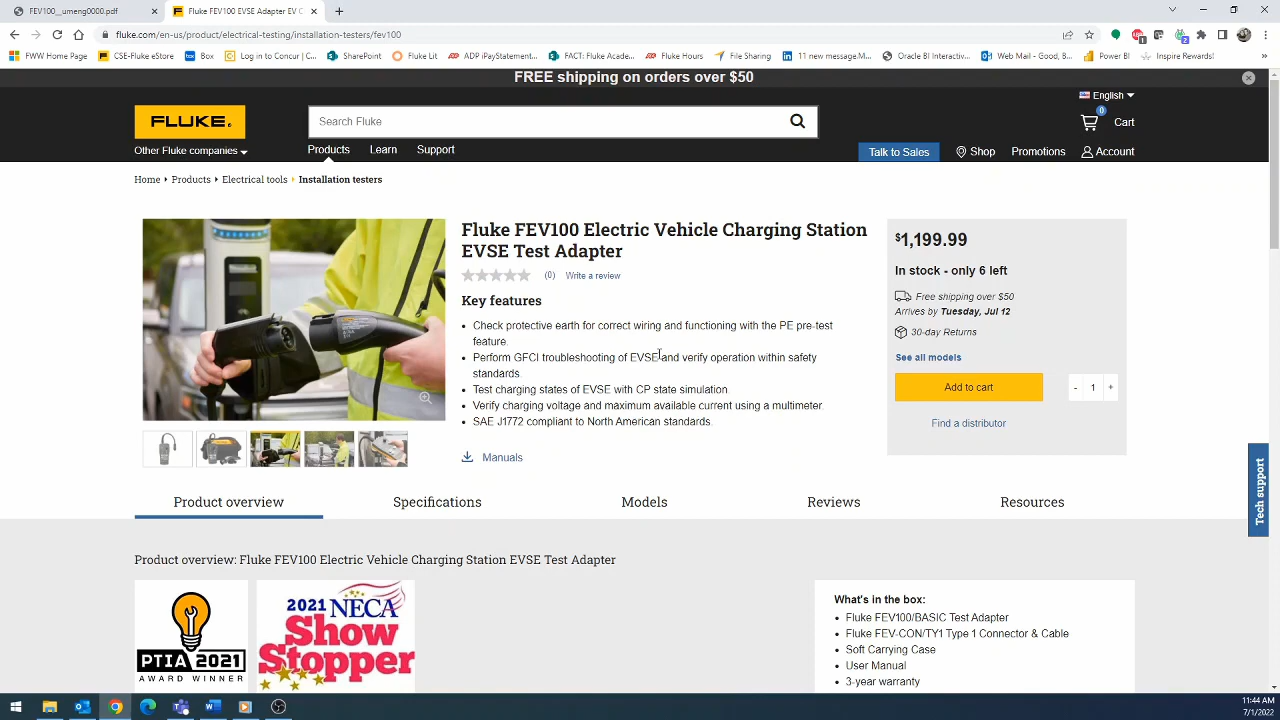 FEV100__umeng0000.pdf
Fluke FEV100 EVSE Adapter EV C
fluke.com/en-us/product/electrical-testing/installation-testers/fev100
FWW Home Page
CSE-Fluke eStore
Box
Log in to Concur | C...
SharePoint
Fluke Lit
ADP iPayStatement...
FACT: Fluke Acade...
Fluke Hours
File Sharing
11 new message.M...
Oracle BI Interactiv...
Web Mail - Good, B...
Power BI
Inspire Rewards!
»
FREE shipping on orders over $50
English
FLUKE®
Search Fluke
0
Cart
Other Fluke companies
Products
Learn
Support
Talk to Sales
Shop
Promotions
Account
Home
Products
Electrical tools
Installation testers
Fluke FEV100 Electric Vehicle Charging Station
EVSE Test Adapter
(0)
Write a review
Key features
• Check protective earth for correct wiring and functioning with the PE pre-test
feature.
• Perform GFCI troubleshooting of EVSE and verify operation within safety
standards.
• Test charging states of EVSE with CP state simulation.
• Verify charging voltage and maximum available current using a multimeter.
• SAE J1772 compliant to North American standards.
Manuals
$1,199.99
In stock - only 6 left
Free shipping over $50
Arrives by Tuesday, Jul 12
30-day Returns
See all models
Add to cart
- 1 +
Find a distributor
Tech support
Product overview
Specifications
Models
Reviews
Resources
Product overview: Fluke FEV100 Electric Vehicle Charging Station EVSE Test Adapter
PTIA 2021
AWARD WINNER
2021 NECA
Show
Stopper
What's in the box:
• Fluke FEV100/BASIC Test Adapter
• Fluke FEV-CON/TY1 Type 1 Connector & Cable
• Soft Carrying Case
• User Manual
• 3-year warranty
11:44 AM
7/1/2022